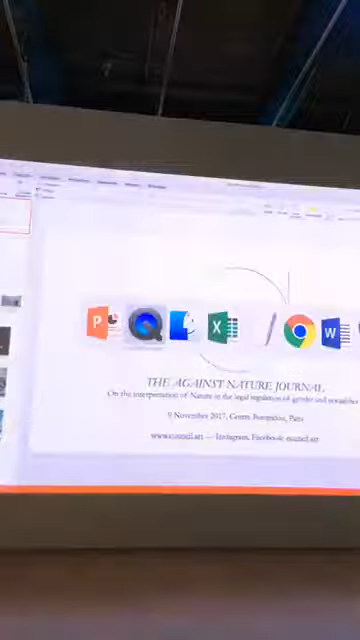 P
X
W
THE AGAINST NATURE JOURNAL
On the interpretation of Nature in the legal regulation of gender and sexualities
9 November 2017, Centre Pompidou, Paris
www.council.art — Instagram, Facebook: council.art